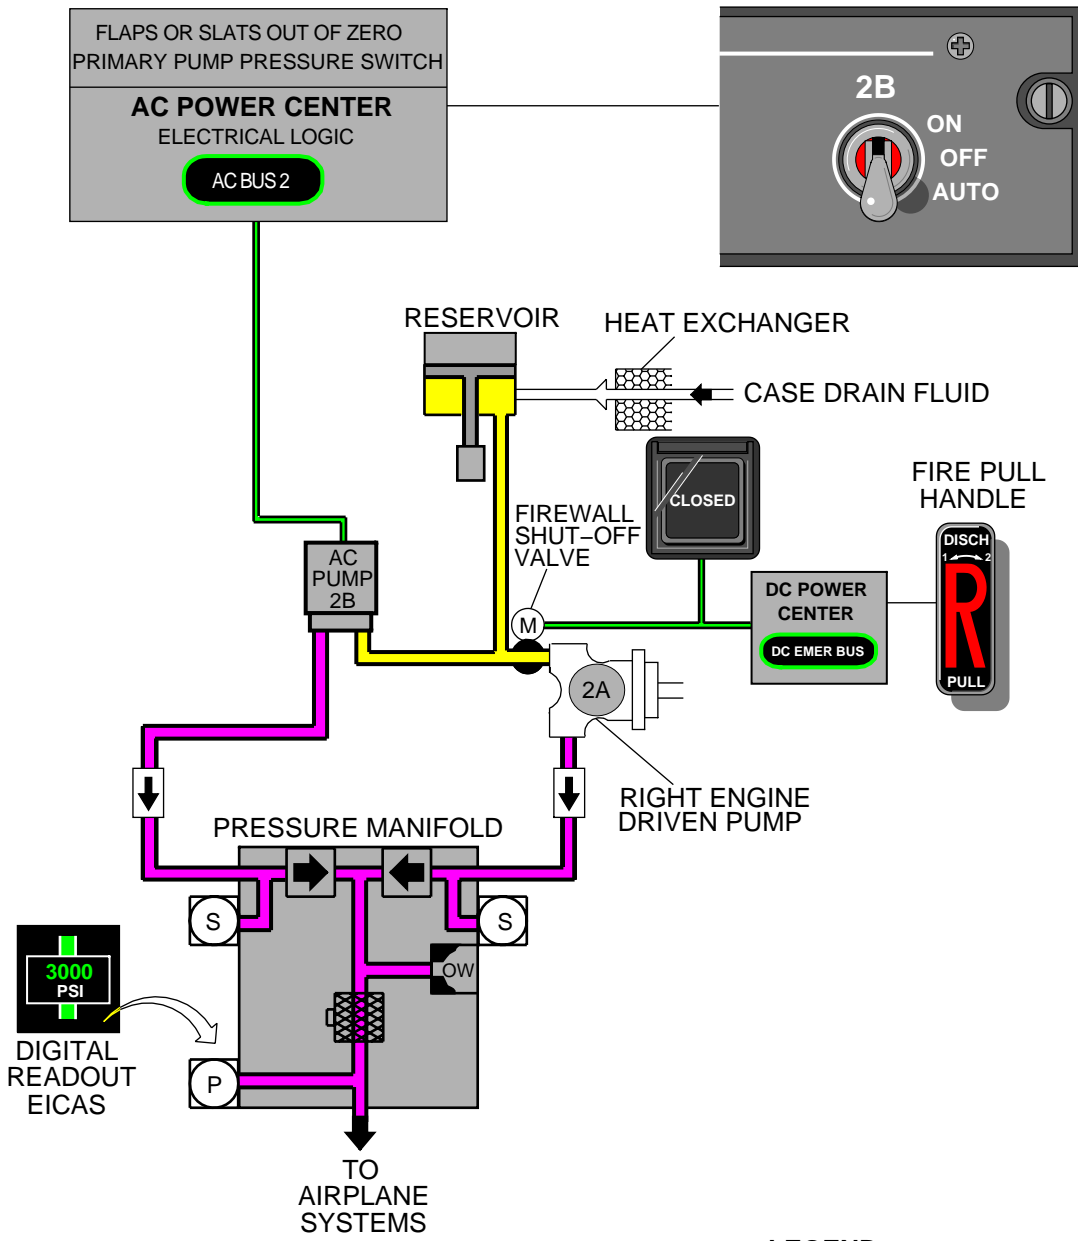 FLAPS OR SLATS OUT OF ZERO
PRIMARY PUMP PRESSURE SWITCH
AC POWER CENTER
ELECTRICAL LOGIC
AC BUS 2
2B
ON
OFF
AUTO
RESERVOIR
HEAT EXCHANGER
CASE DRAIN FLUID
CLOSED
FIREWALL
SHUT–OFF
VALVE
FIRE PULL
HANDLE
DISCH
1 2
R
PULL
AC
PUMP
2B
M
DC POWER
CENTER
DC EMER BUS
2A
RIGHT ENGINE
DRIVEN PUMP
PRESSURE MANIFOLD
S
S
OW
3000
PSI
DIGITAL
READOUT
EICAS
P
TO
AIRPLANE
SYSTEMS